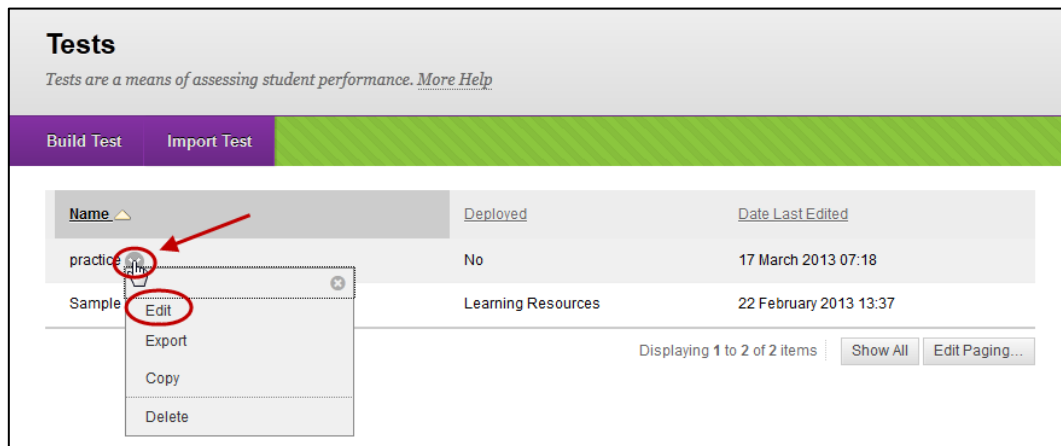 Tests
Tests are a means of assessing student performance. More Help
Build Test Import Test
Name Deployed Date Last Edited
practice No 17 March 2013 07:18
Sample Learning Resources 22 February 2013 13:37
Edit
Export
Copy
Delete
Displaying 1 to 2 of 2 items Show All Edit Paging...